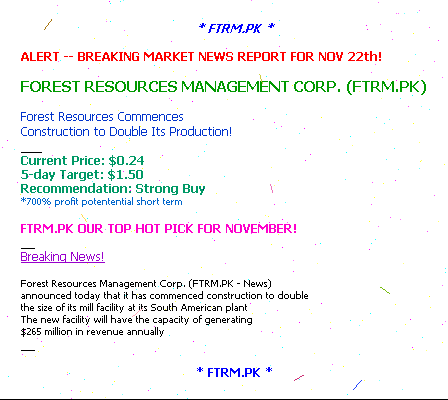 * FTRM.PK *
ALERT -- BREAKING MARKET NEWS REPORT FOR NOV 22th!
FOREST RESOURCES MANAGEMENT CORP. (FTRM.PK)
Forest Resources Commences
Construction to Double Its Production!
Current Price: $0.24
5-day Target: $1.50
Recommendation: Strong Buy
*700% profit potentential short term
FTRM.PK OUR TOP HOT PICK FOR NOVEMBER!
Breaking News!
Forest Resources Management Corp. (FTRM.PK - News)
announced today that it has commenced construction to double
the size of its mill facility at its South American plant
The new facility will have the capacity of generating
$265 million in revenue annually
* FTRM.PK *